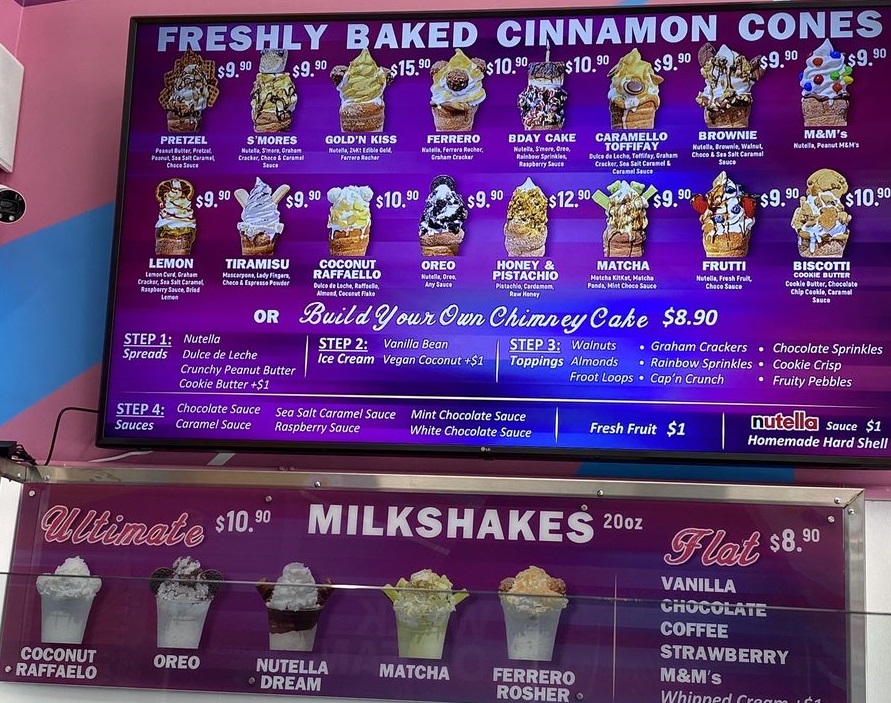 FRESHLY BAKED CINNAMON CONES
$9.90 $9.90 $15.90 $10.90 $10.90 $9.90 $9.90 $9.90
PRETZEL
Peanut Butter, Pretzel,
Peanut, Sea Salt Caramel,
Choco Sauce
S'MORES
Nutella, S'more, Graham
Cracker, Choco & Caramel
Sauce
GOLD'N KISS
Nutella, 24Kt Edible Gold,
Ferrero Rocher
FERRERO
Nutella, Ferrero Rocher,
Graham Cracker
BDAY CAKE
Nutella, S'more, Oreo,
Rainbow Sprinkles,
Raspberry Sauce
CARAMELLO
TOFFIFAY
Dulce de Leche, Toffifay, Graham
Cracker, Sea Salt Caramel &
Caramel Sauce
BROWNIE
Nutella, Brownie, Walnut,
Choco & Sea Salt Caramel
Sauce
M&M's
Nutella, Peanut M&M's
$9.90 $9.90 $10.90 $9.90 $12.90 $9.90 $9.90 $10.90
LEMON
Lemon Curd, Graham
Cracker, Sea Salt Caramel,
Raspberry Sauce, Dried
Lemon
TIRAMISU
Mascarpone, Lady Fingers,
Choco & Espresso Powder
COCONUT
RAFFAELLO
Dulce de Leche, Raffaello,
Almond, Coconut Flake
OREO
Nutella, Oreo,
Any Sauce
HONEY &
PISTACHIO
Pistachio, Cardamom,
Raw Honey
MATCHA
Matcha KitKat, Matcha
Panda, Mint Choco Sauce
FRUTTI
Nutella, Fresh Fruit,
Choco Sauce
BISCOTTI
COOKIE BUTTER
Cookie Butter, Chocolate
Chip Cookie, Caramel
Sauce
OR Build Your Own Chimney Cake $8.90
STEP 1:
Spreads
Nutella
Dulce de Leche
Crunchy Peanut Butter
Cookie Butter +$1
STEP 2:
Ice Cream
Vanilla Bean
Vegan Coconut +$1
STEP 3:
Toppings
Walnuts
Almonds
Froot Loops
• Graham Crackers
• Rainbow Sprinkles
• Cap'n Crunch
• Chocolate Sprinkles
• Cookie Crisp
• Fruity Pebbles
STEP 4:
Sauces
Chocolate Sauce
Caramel Sauce
Sea Salt Caramel Sauce
Raspberry Sauce
Mint Chocolate Sauce
White Chocolate Sauce
Fresh Fruit $1
nutella Sauce $1
Homemade Hard Shell
LG
Ultimate $10.90
MILKSHAKES 20oz
Flat $8.90
COCONUT
RAFFAELO
OREO
NUTELLA
DREAM
MATCHA
FERRERO
ROSHER
VANILLA
CHOCOLATE
COFFEE
STRAWBERRY
M&M's
Whipped Cream +$1